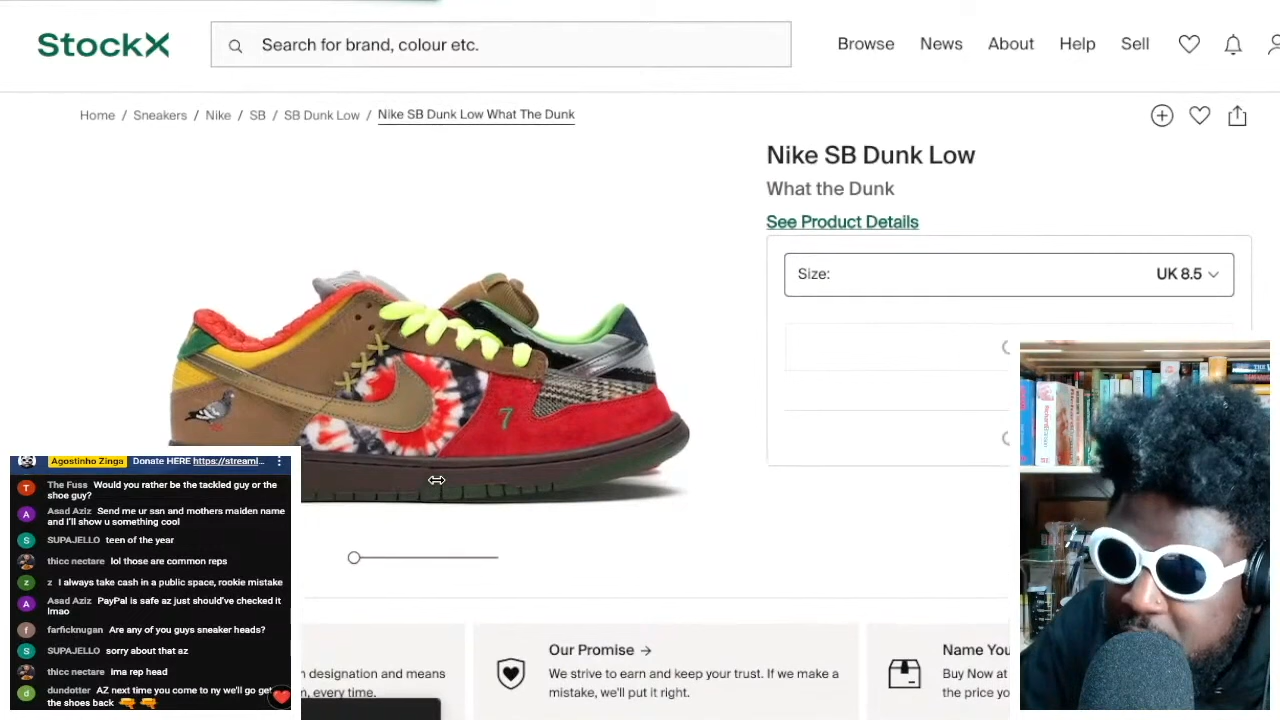 StockX
Search for brand, colour etc.
Browse News About Help Sell
Home / Sneakers / Nike / SB / SB Dunk Low / Nike SB Dunk Low What The Dunk
Nike SB Dunk Low
What the Dunk
See Product Details
Size: UK 8.5
7
Agostinho Zinga Donate HERE https://streaml...
The Fuss Would you rather be the tackled guy or the
shoe guy?
Asad Aziz Send me ur ssn and mothers maiden name
and I'll show u something cool
SUPAJELLO teen of the year
thicc nectare lol those are common reps
z I always take cash in a public space, rookie mistake
Asad Aziz PayPal is safe az just should've checked it
lmao
farficknugan Are any of you guys sneaker heads?
SUPAJELLO sorry about that az
thicc nectare ima rep head
dundotter AZ next time you come to ny we'll go get
the shoes back
designation and means
n, every time.
Our Promise →
We strive to earn and keep your trust. If we make a
mistake, we'll put it right.
Name You
Buy Now at
the price yo